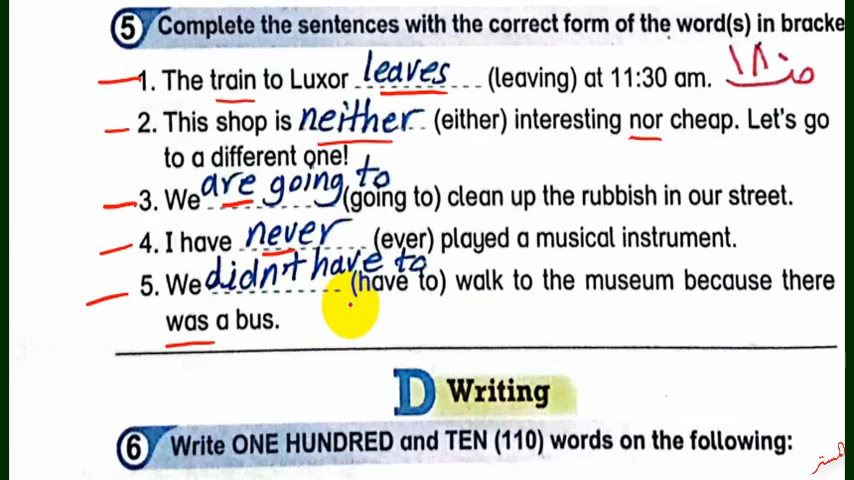 5 Complete the sentences with the correct form of the word(s) in bracke
1. The train to Luxor leaves (leaving) at 11:30 am. صـ ١٨
2. This shop is neither (either) interesting nor cheap. Let's go
to a different one!
3. We are going to (going to) clean up the rubbish in our street.
4. I have never (ever) played a musical instrument.
5. We didn't have to (have to) walk to the museum because there
was a bus.
D Writing
6 Write ONE HUNDRED and TEN (110) words on the following: